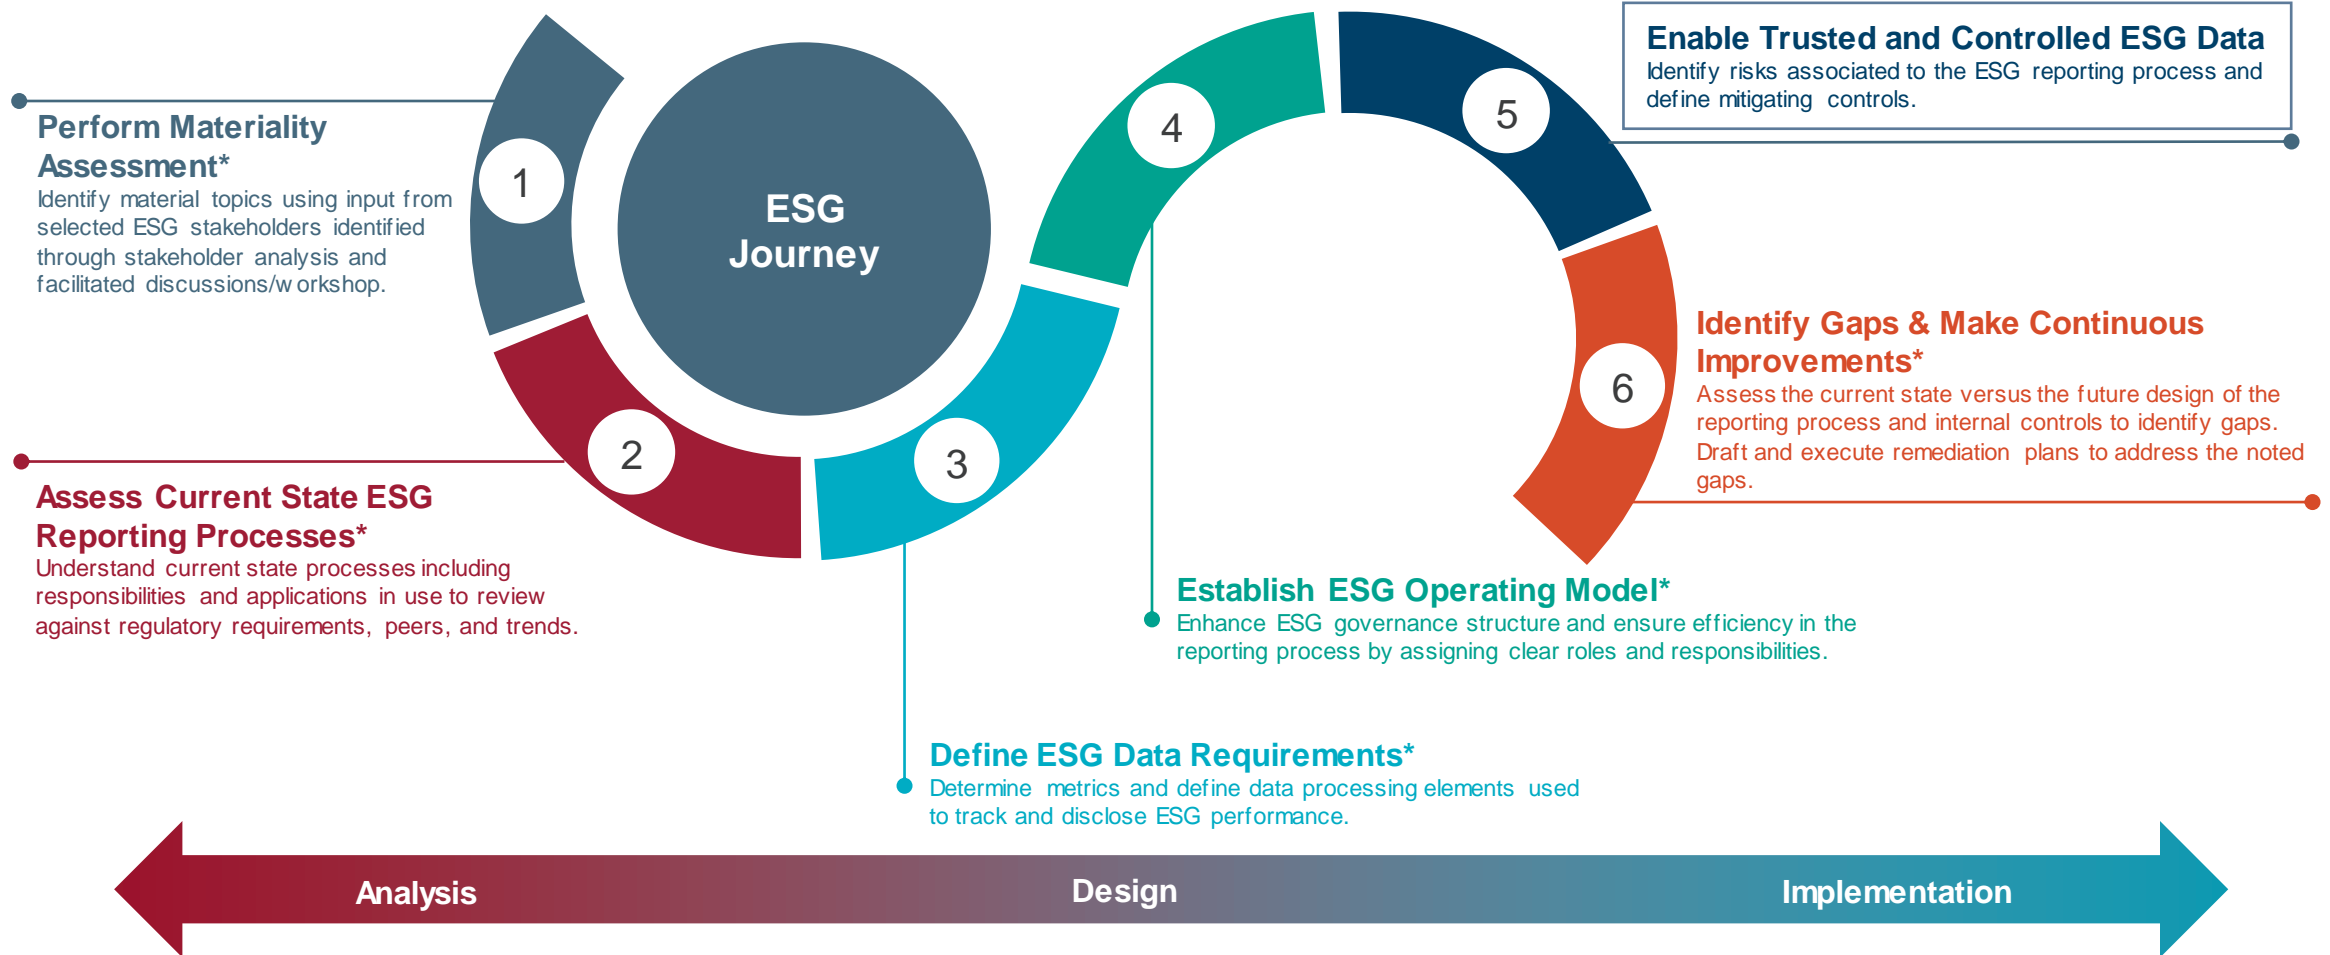 ESG
Journey
1
Perform Materiality
Assessment*
Identify material topics using input from
selected ESG stakeholders identified
through stakeholder analysis and
facilitated discussions/workshop.
2
Assess Current State ESG
Reporting Processes*
Understand current state processes including
responsibilities and applications in use to review
against regulatory requirements, peers, and trends.
3
Define ESG Data Requirements*
Determine metrics and define data processing elements used
to track and disclose ESG performance.
4
Establish ESG Operating Model*
Enhance ESG governance structure and ensure efficiency in the
reporting process by assigning clear roles and responsibilities.
5
Enable Trusted and Controlled ESG Data
Identify risks associated to the ESG reporting process and
define mitigating controls.
6
Identify Gaps & Make Continuous
Improvements*
Assess the current state versus the future design of the
reporting process and internal controls to identify gaps.
Draft and execute remediation plans to address the noted
gaps.
Analysis
Design
Implementation